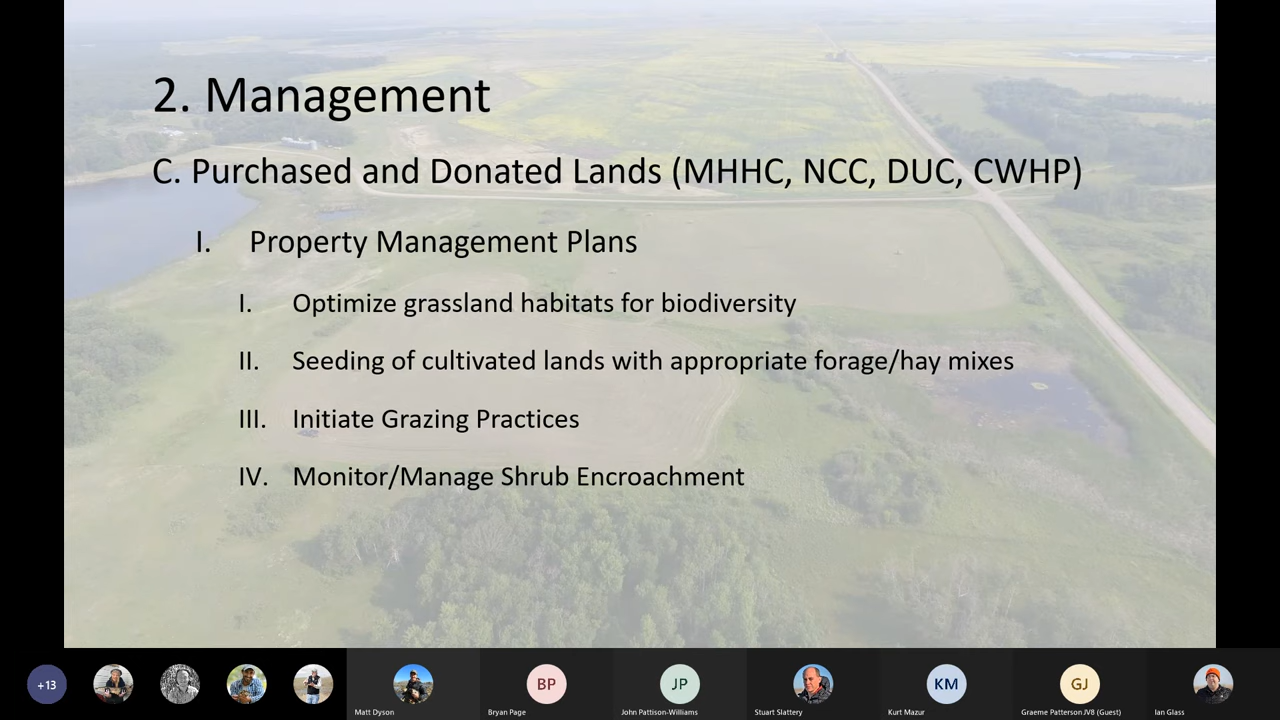 2. Management
C. Purchased and Donated Lands (MHHC, NCC, DUC, CWHP)
I. Property Management Plans
I. Optimize grassland habitats for biodiversity
II. Seeding of cultivated lands with appropriate forage/hay mixes
III. Initiate Grazing Practices
IV. Monitor/Manage Shrub Encroachment
+13
BP
JP
KM
GJ
Matt Dyson
Bryan Page
John Pattison-Williams
Stuart Slattery
Kurt Mazur
Graeme Patterson JV8 (Guest)
Ian Glass